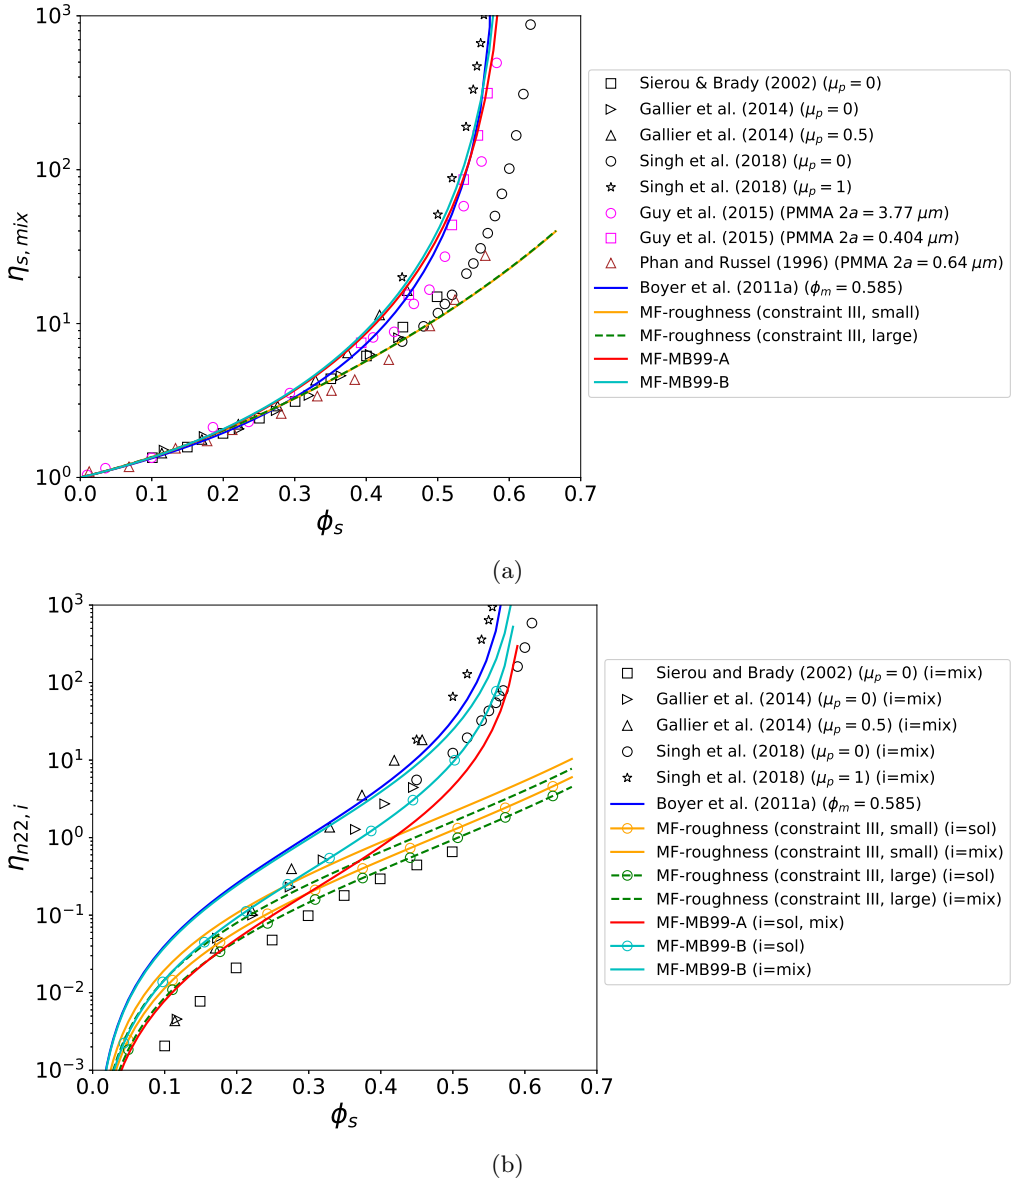 10³
10²
10¹
10⁰
η_{s,mix}
0.0 0.1 0.2 0.3 0.4 0.5 0.6 0.7
ϕ_s
Sierou & Brady (2002) (μ_p = 0)
Gallier et al. (2014) (μ_p = 0)
Gallier et al. (2014) (μ_p = 0.5)
Singh et al. (2018) (μ_p = 0)
Singh et al. (2018) (μ_p = 1)
Guy et al. (2015) (PMMA 2a = 3.77 μm)
Guy et al. (2015) (PMMA 2a = 0.404 μm)
Phan and Russel (1996) (PMMA 2a = 0.64 μm)
Boyer et al. (2011a) (ϕ_m = 0.585)
MF-roughness (constraint III, small)
MF-roughness (constraint III, large)
MF-MB99-A
MF-MB99-B
(a)
10³
10²
10¹
10⁰
10⁻¹
10⁻²
10⁻³
η_{n22,i}
0.0 0.1 0.2 0.3 0.4 0.5 0.6 0.7
ϕ_s
Sierou and Brady (2002) (μ_p = 0) (i=mix)
Gallier et al. (2014) (μ_p = 0) (i=mix)
Gallier et al. (2014) (μ_p = 0.5) (i=mix)
Singh et al. (2018) (μ_p = 0) (i=mix)
Singh et al. (2018) (μ_p = 1) (i=mix)
Boyer et al. (2011a) (ϕ_m = 0.585)
MF-roughness (constraint III, small) (i=sol)
MF-roughness (constraint III, small) (i=mix)
MF-roughness (constraint III, large) (i=sol)
MF-roughness (constraint III, large) (i=mix)
MF-MB99-A (i=sol, mix)
MF-MB99-B (i=sol)
MF-MB99-B (i=mix)
(b)